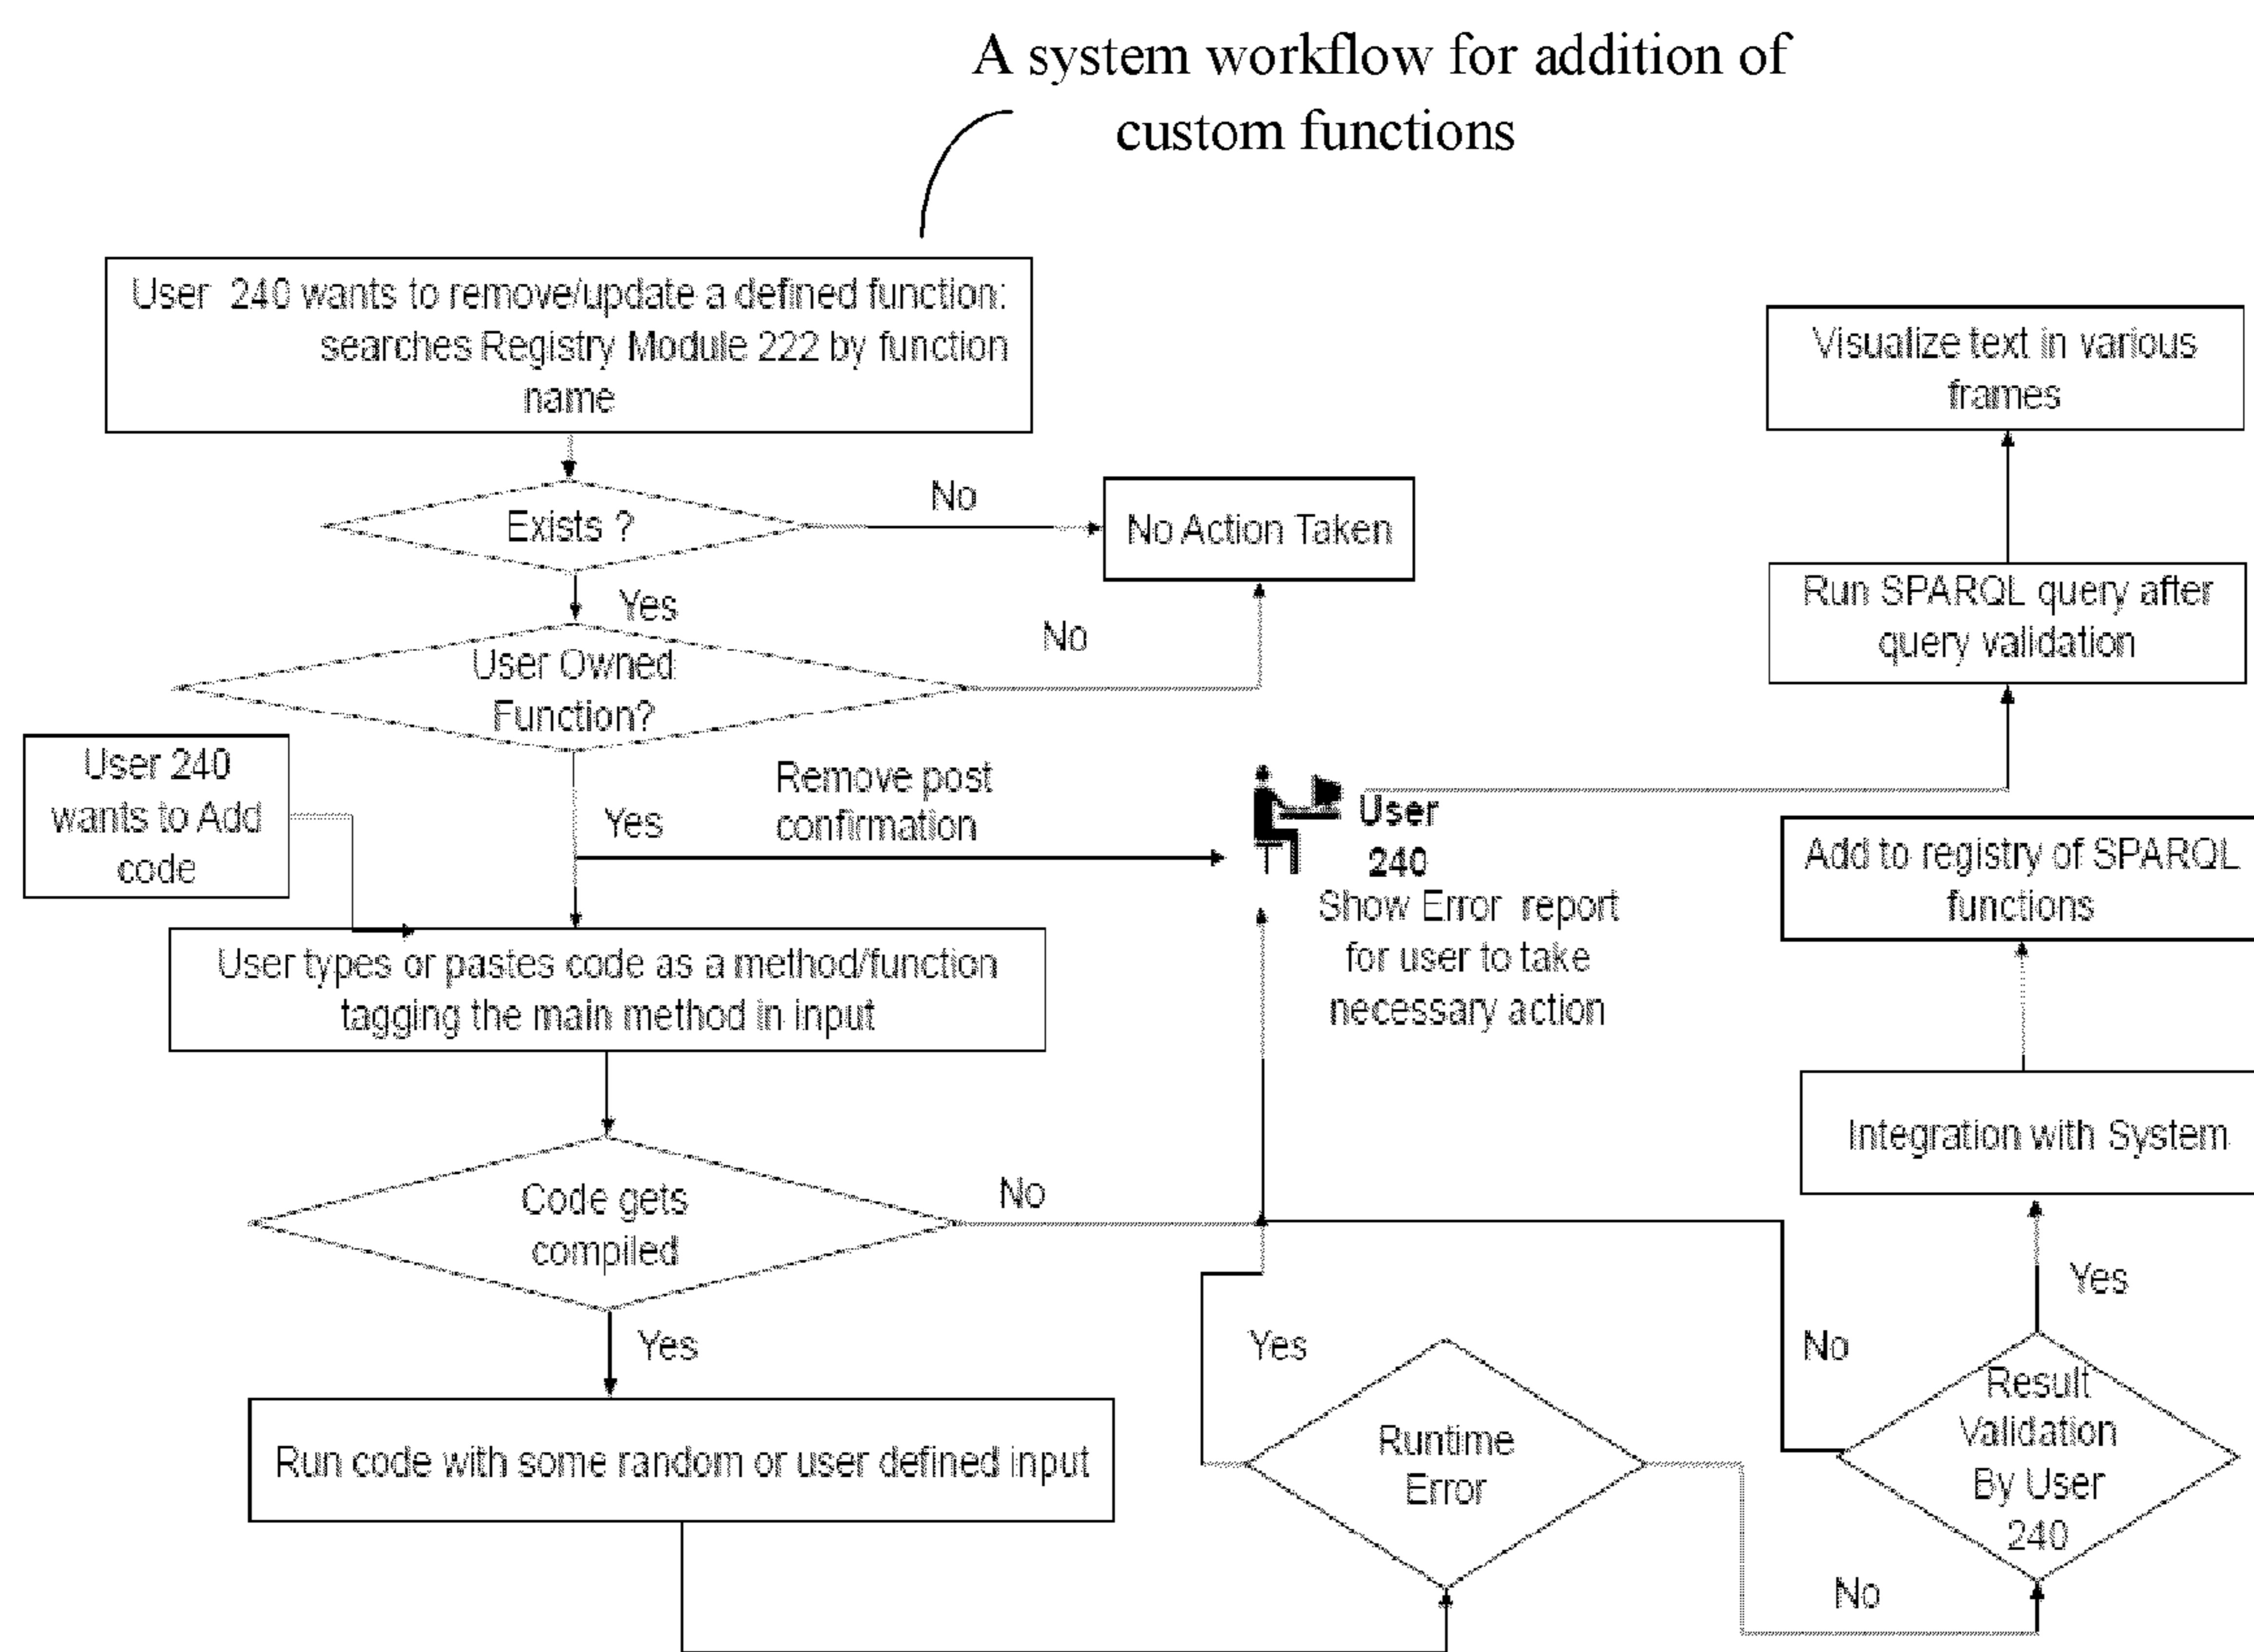 A system workflow for addition of
custom functions
User 240 wants to remove/update a defined function:
searches Registry Module 222 by function
name
Visualize text in various
frames
Exists ?
No
No Action Taken
Yes
Run SPARQL query after
query validation
User Owned
Function?
No
User 240
wants to Add
code
Yes
Remove post
confirmation
User
240
Show Error report
for user to take
necessary action
Add to registry of SPARQL
functions
User types or pastes code as a method/function
tagging the main method in input
Integration with System
Code gets
compiled
No
Yes
Yes
Run code with some random or user defined input
Yes
Runtime
Error
No
Result
Validation
By User
240
No